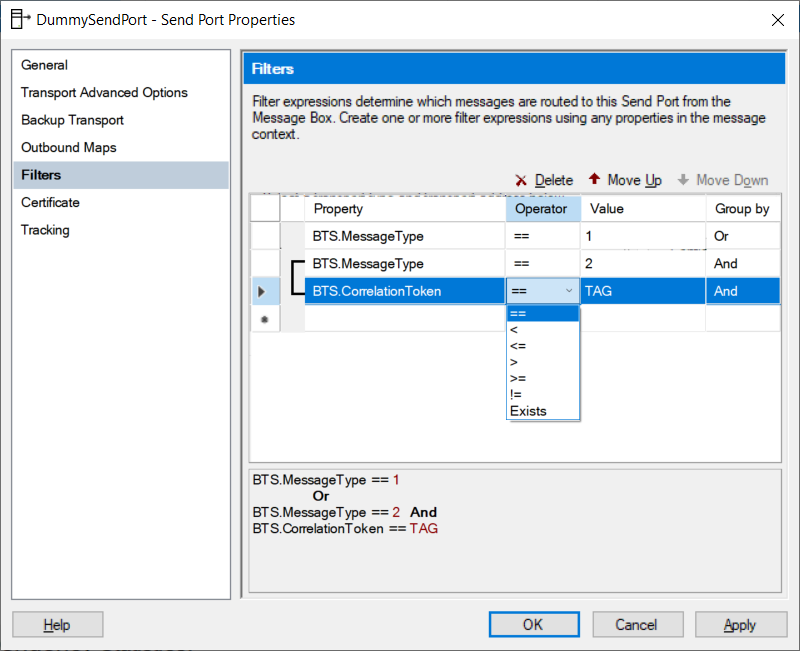 DummySendPort - Send Port Properties
General
Transport Advanced Options
Backup Transport
Outbound Maps
Filters
Certificate
Tracking
Filters
Filter expressions determine which messages are routed to this Send Port from the
Message Box. Create one or more filter expressions using any properties in the message
context.
Delete Move Up Move Down
Property Operator Value Group by
BTS.MessageType == 1 Or
BTS.MessageType == 2 And
BTS.CorrelationToken == TAG And
==
<
<=
>
>=
!=
Exists
BTS.MessageType == 1
Or
BTS.MessageType == 2 And
BTS.CorrelationToken == TAG
Help OK Cancel Apply